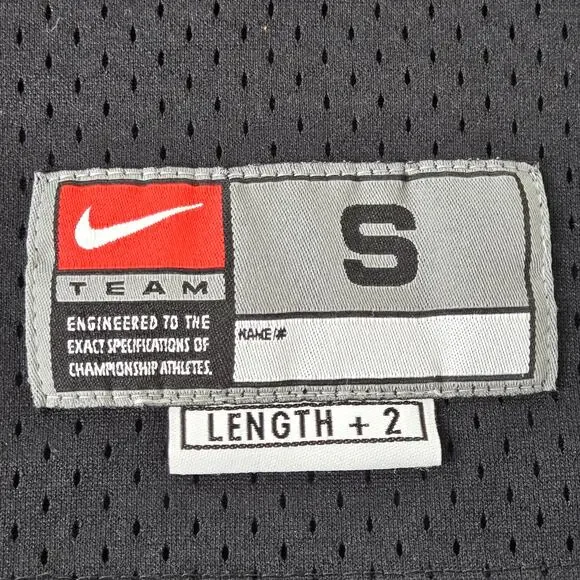 TEAM
ENGINEERED TO THE
EXACT SPECIFICATIONS OF
CHAMPIONSHIP ATHLETES.
S
NAME/#
LENGTH + 2